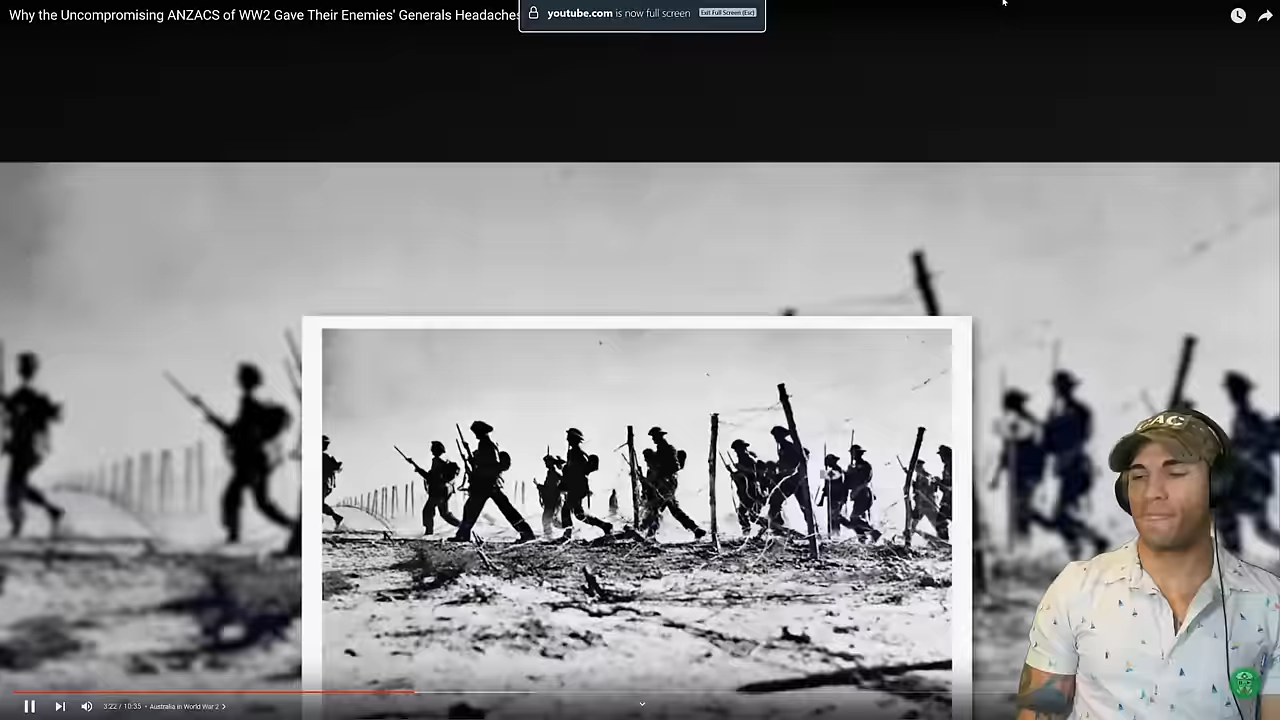 Why the Uncompromising ANZACS of WW2 Gave Their Enemies' Generals Headaches
youtube.com is now full screen
Exit Full Screen (Esc)
3:22 / 10:35 • Australia in World War 2 >